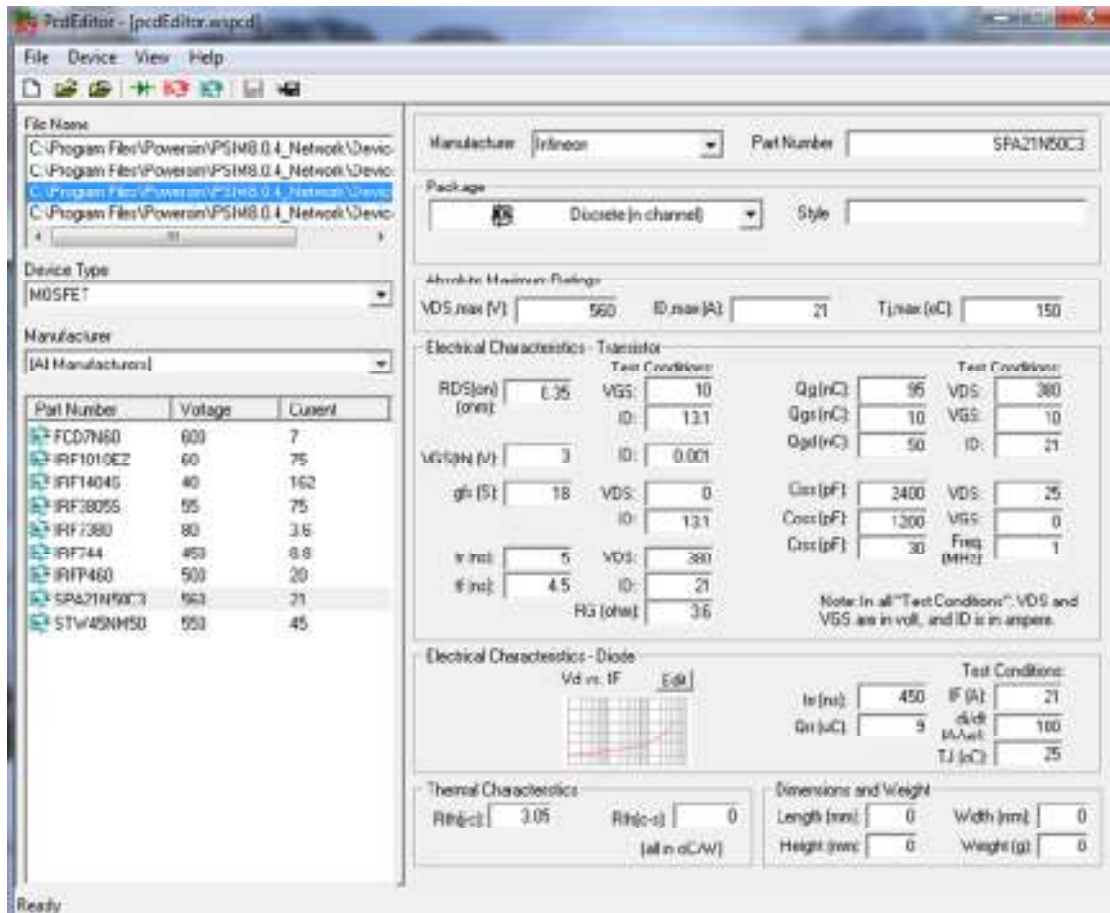 PcdEditor - [pcdEditor.wspcd]
File Device View Help
File Name
C:\Program Files\Powersim\PSIM8.0.4_Network\Devic
C:\Program Files\Powersim\PSIM8.0.4_Network\Devic
C:\Program Files\Powersim\PSIM8.0.4_Network\Devic
C:\Program Files\Powersim\PSIM8.0.4_Network\Devic
Device Type
MOSFET
Manufacturer
[All Manufacturers]
Part Number Voltage Current
FCD7N60 600 7
IRF1010EZ 60 75
IRF1404S 40 162
IRF3805S 55 75
IRF7380 80 3.6
IRF744 450 8.8
IRFP460 500 20
SPA21N50C3 560 21
STW45NM50 550 45
Manufacturer Infineon Part Number SPA21N50C3
Package
Discrete (n channel) Style
Absolute Maximum Ratings
VDS,max (V): 560 ID,max (A): 21 Tj,max (oC): 150
Electrical Characteristics - Transistor
Test Conditions: Test Conditions:
RDS(on) (ohm): 0.35 VGS: 10 Qg (nC): 95 VDS: 380
ID: 13.1 Qgs (nC): 10 VGS: 10
Qgd (nC): 50 ID: 21
VGS(th) (V): 3 ID: 0.001
gfs (S): 18 VDS: 0 Ciss (pF): 2400 VDS: 25
ID: 13.1 Coss (pF): 1200 VGS: 0
Crss (pF): 30 Freq. (MHz): 1
tr (ns): 5 VDS: 380
tf (ns): 4.5 ID: 21
RG (ohm): 3.6
Note: In all "Test Conditions", VDS and
VGS are in volt, and ID is in ampere.
Electrical Characteristics - Diode
Vd vs. IF Edit Test Conditions:
trr (ns): 450 IF (A): 21
Qrr (uC): 9 di/dt (A/us): 100
TJ (oC): 25
Thermal Characteristics
Rth(j-c): 3.05 Rth(c-s): 0
(all in oC/W)
Dimensions and Weight
Length (mm): 0 Width (mm): 0
Height (mm): 0 Weight (g): 0
Ready